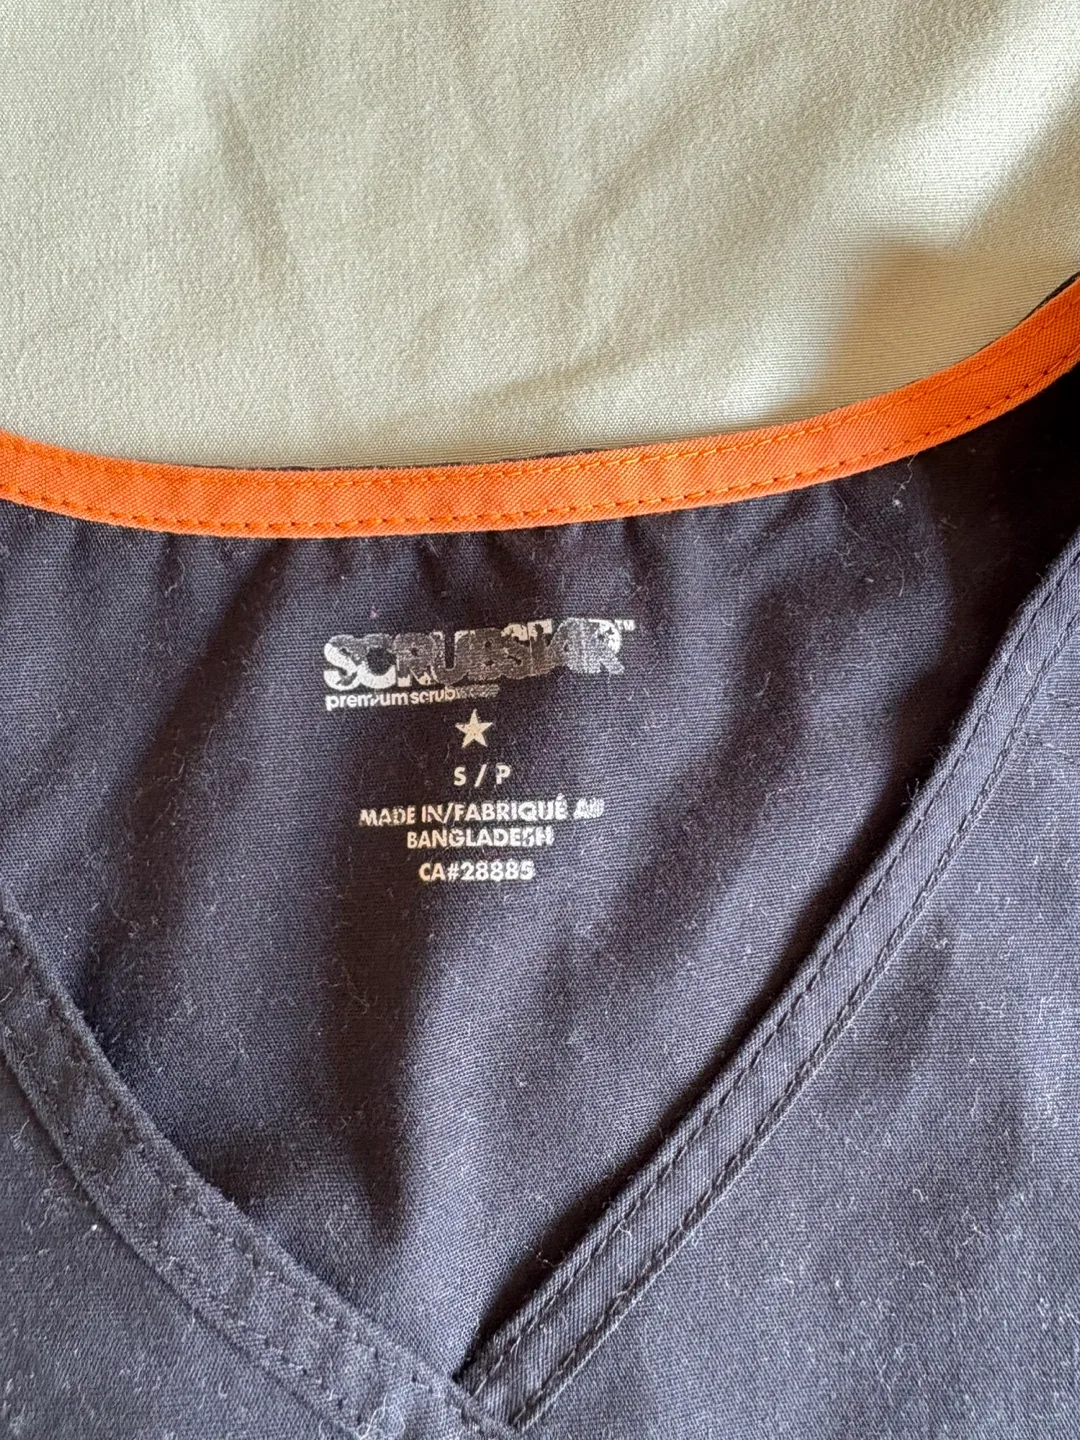 SCRUBSTAR™
premium scrubwear
S / P
MADE IN/FABRIQUÉ AU
BANGLADESH
CA#28885